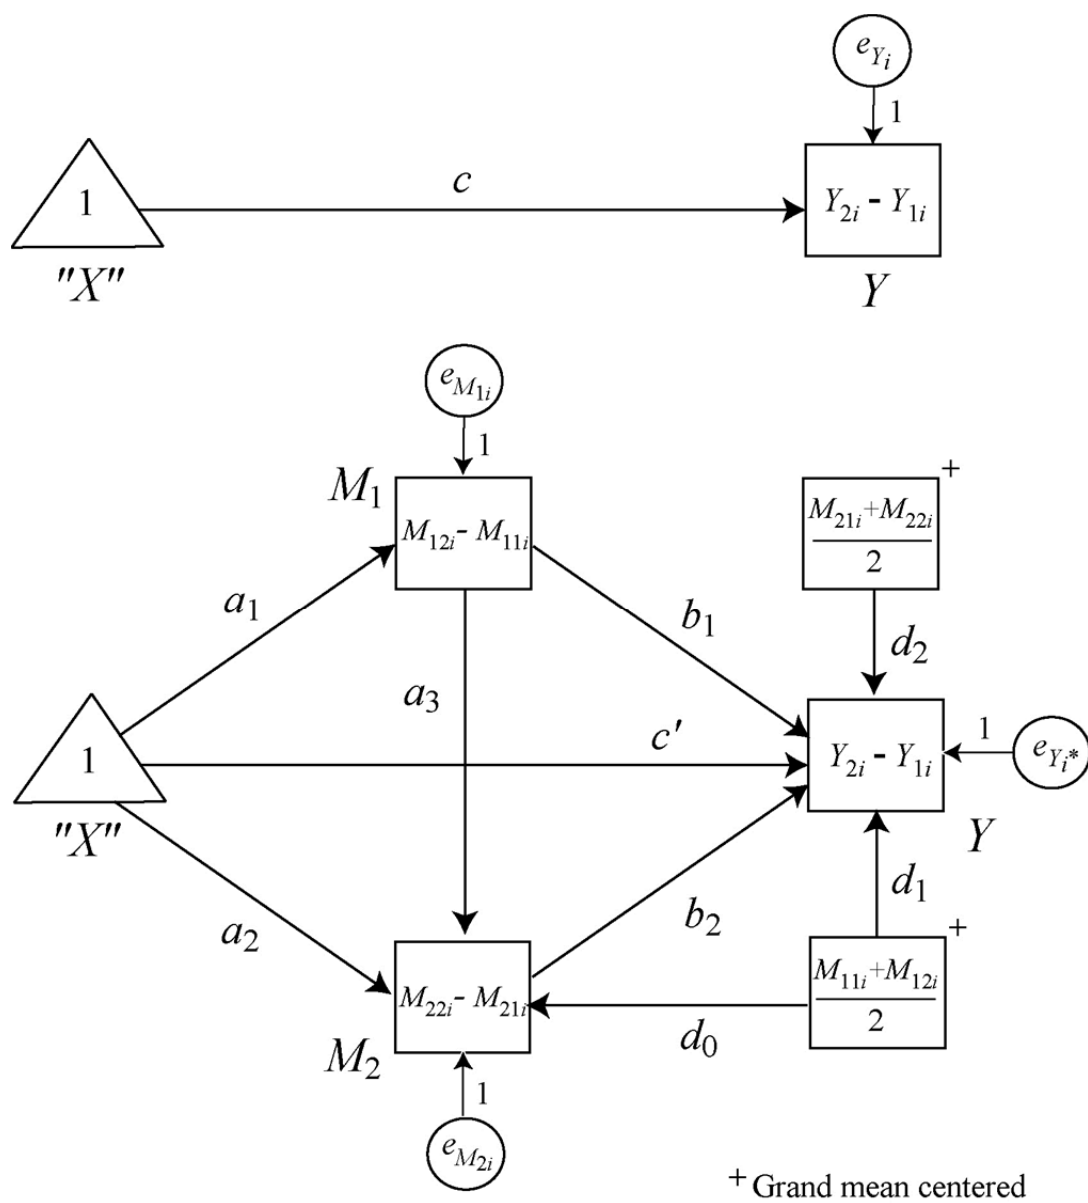 e_{Y_i}
1
1
c
Y_{2i} - Y_{1i}
"X"
Y
e_{M_{1i}}
1
M_1
+
M_{12i} - M_{11i}
\frac{M_{21i}+M_{22i}}{2}
a_1
b_1
d_2
a_3
c'
1
1
Y_{2i} - Y_{1i}
e_{Y_i*}
"X"
Y
d_1
a_2
b_2
+
M_{22i} - M_{21i}
\frac{M_{11i}+M_{12i}}{2}
d_0
M_2
1
e_{M_{2i}}
+ Grand mean centered